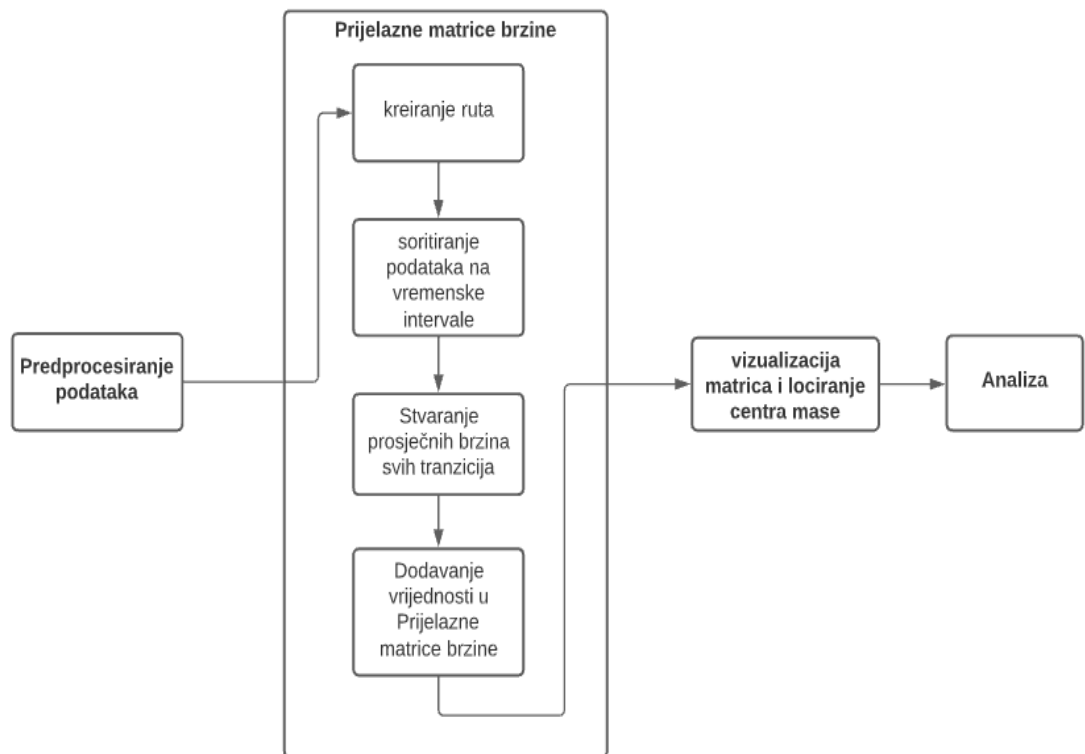 Prijelazne matrice brzine
kreiranje ruta
soritiranje
podataka na
vremenske
intervale
Predprocesiranje
podataka
Stvaranje
prosječnih brzina
svih tranzicija
Dodavanje
vrijednosti u
Prijelazne
matrice brzine
vizualizacija
matrica i lociranje
centra mase
Analiza